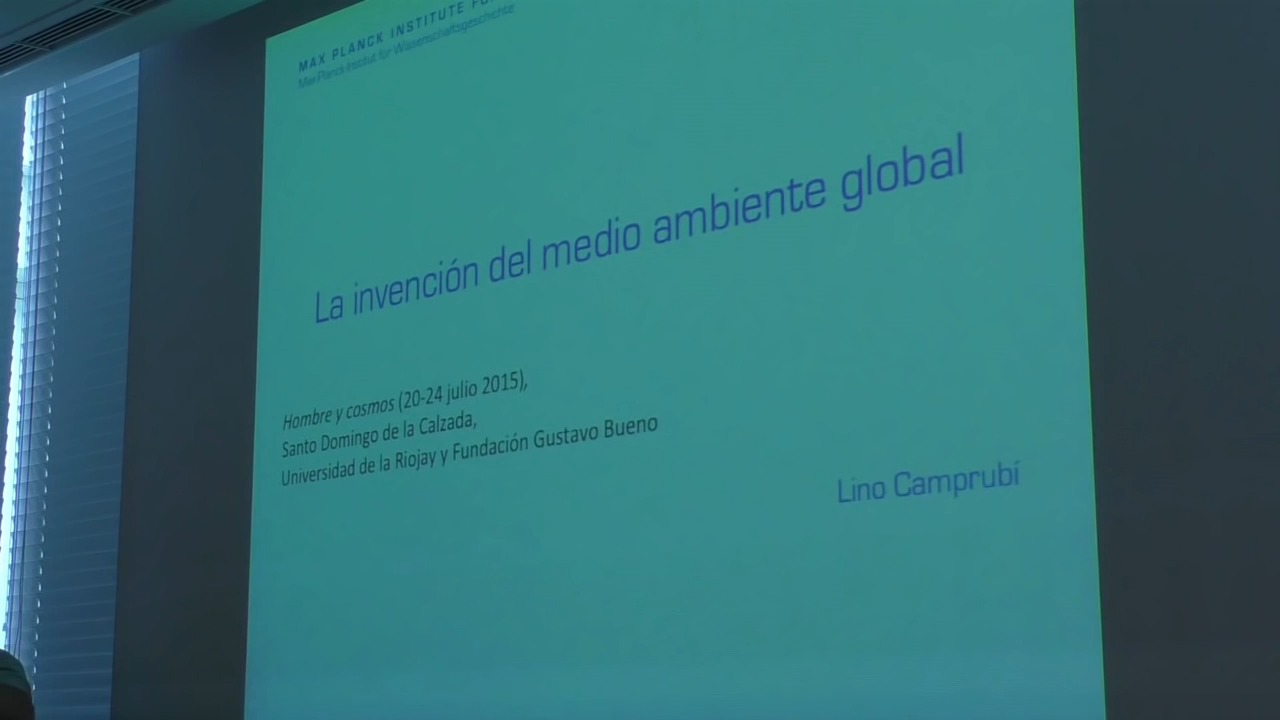 MAX PLANCK INSTITUTE
Max-Planck-Institut für Wissenschaftsgeschichte
La invención del medio ambiente global
Hombre y cosmos (20-24 julio 2015),
Santo Domingo de la Calzada,
Universidad de la Riojay y Fundación Gustavo Bueno
Lino Camprubí